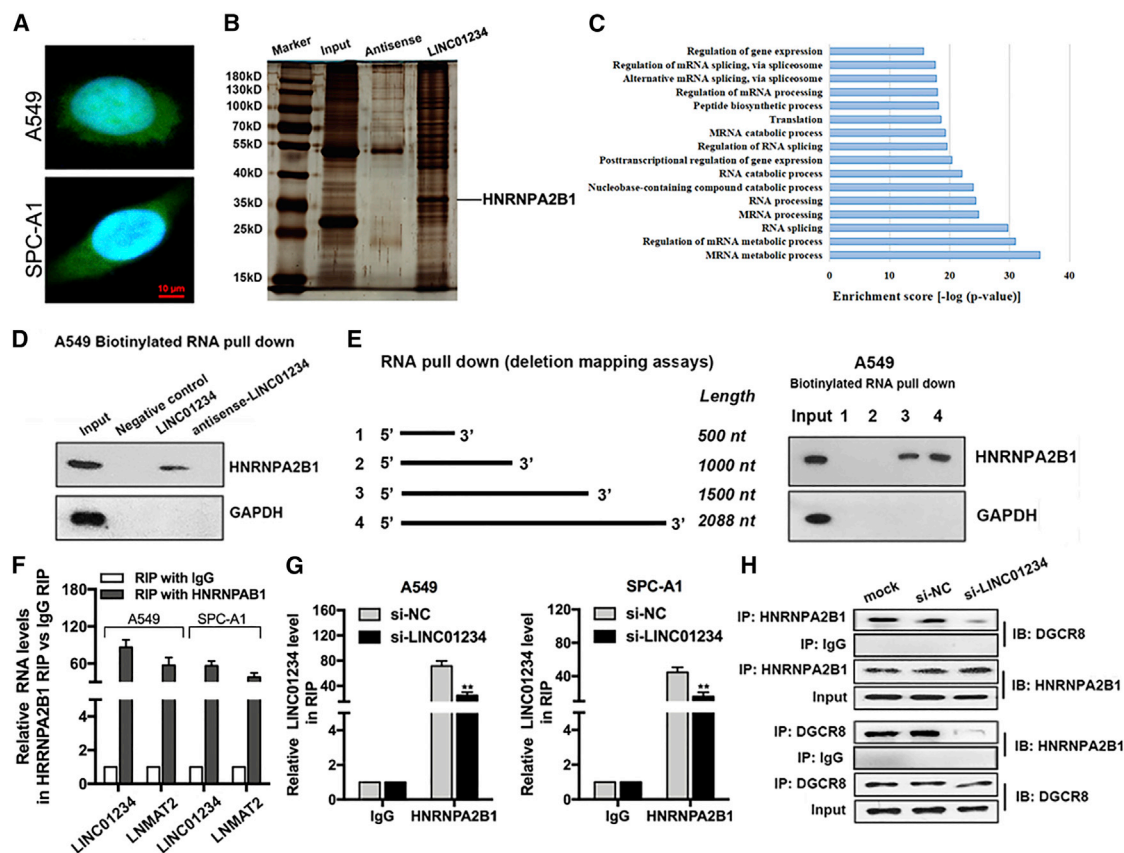 A
A549
SPC-A1
10 μm
B
Marker Input Antisense LINC01234
180kD
130kD
100kD
70kD
55kD
40kD
35kD
25kD
15kD
HNRNPA2B1
C
Regulation of gene expression
Regulation of mRNA splicing, via spliceosome
Alternative mRNA splicing, via spliceosome
Regulation of mRNA processing
Peptide biosynthetic process
Translation
MRNA catabolic process
Regulation of RNA splicing
Posttranscriptional regulation of gene expression
RNA catabolic process
Nucleobase-containing compound catabolic process
RNA processing
MRNA processing
RNA splicing
Regulation of mRNA metabolic process
MRNA metabolic process
0 10 20 30 40
Enrichment score [-log (p-value)]
D
A549 Biotinylated RNA pull down
Input Negative control LINC01234 antisense-LINC01234
HNRNPA2B1
GAPDH
E
RNA pull down (deletion mapping assays)
Length
1 5’ 3’ 500 nt
2 5’ 3’ 1000 nt
3 5’ 3’ 1500 nt
4 5’ 3’ 2088 nt
A549
Biotinylated RNA pull down
Input 1 2 3 4
HNRNPA2B1
GAPDH
F
RIP with IgG
RIP with HNRNPAB1
A549 SPC-A1
Relative RNA levels
in HRRNPA2B1 RIP vs IgG RIP
180
120
60
4
2
0
LINC01234 LNMAT2 LINC01234 LNMAT2
G
A549
si-NC
si-LINC01234
Relative LINC01234 level
in RIP
160
120
80
40
4
2
0
**
IgG HNRNPA2B1
SPC-A1
si-NC
si-LINC01234
Relative LINC01234 level
in RIP
120
80
40
4
2
0
**
IgG HNRNPA2B1
H
mock si-NC si-LINC01234
IP: HNRNPA2B1
IP: IgG
IB: DGCR8
IP: HNRNPA2B1
Input
IB: HNRNPA2B1
IP: DGCR8
IP: IgG
IB: HNRNPA2B1
IP: DGCR8
Input
IB: DGCR8